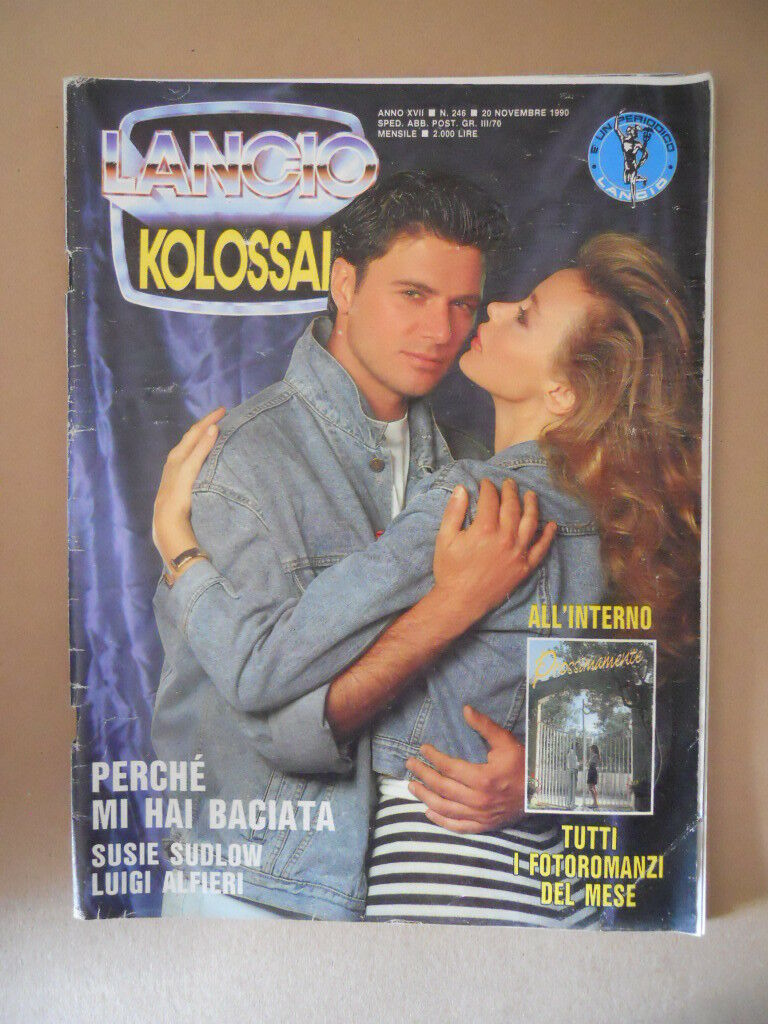 ANNO XVII ■ N. 246 ■ 20 NOVEMBRE 1990
SPED. ABB. POST. GR. III/70
MENSILE ■ 2.000 LIRE
LANCIO
KOLOSSAL
È UN PERIODICO
LANCIO
ALL'INTERNO
Prossimamente
PERCHÉ
MI HAI BACIATA
SUSIE SUDLOW
LUIGI ALFIERI
TUTTI
I FOTOROMANZI
DEL MESE